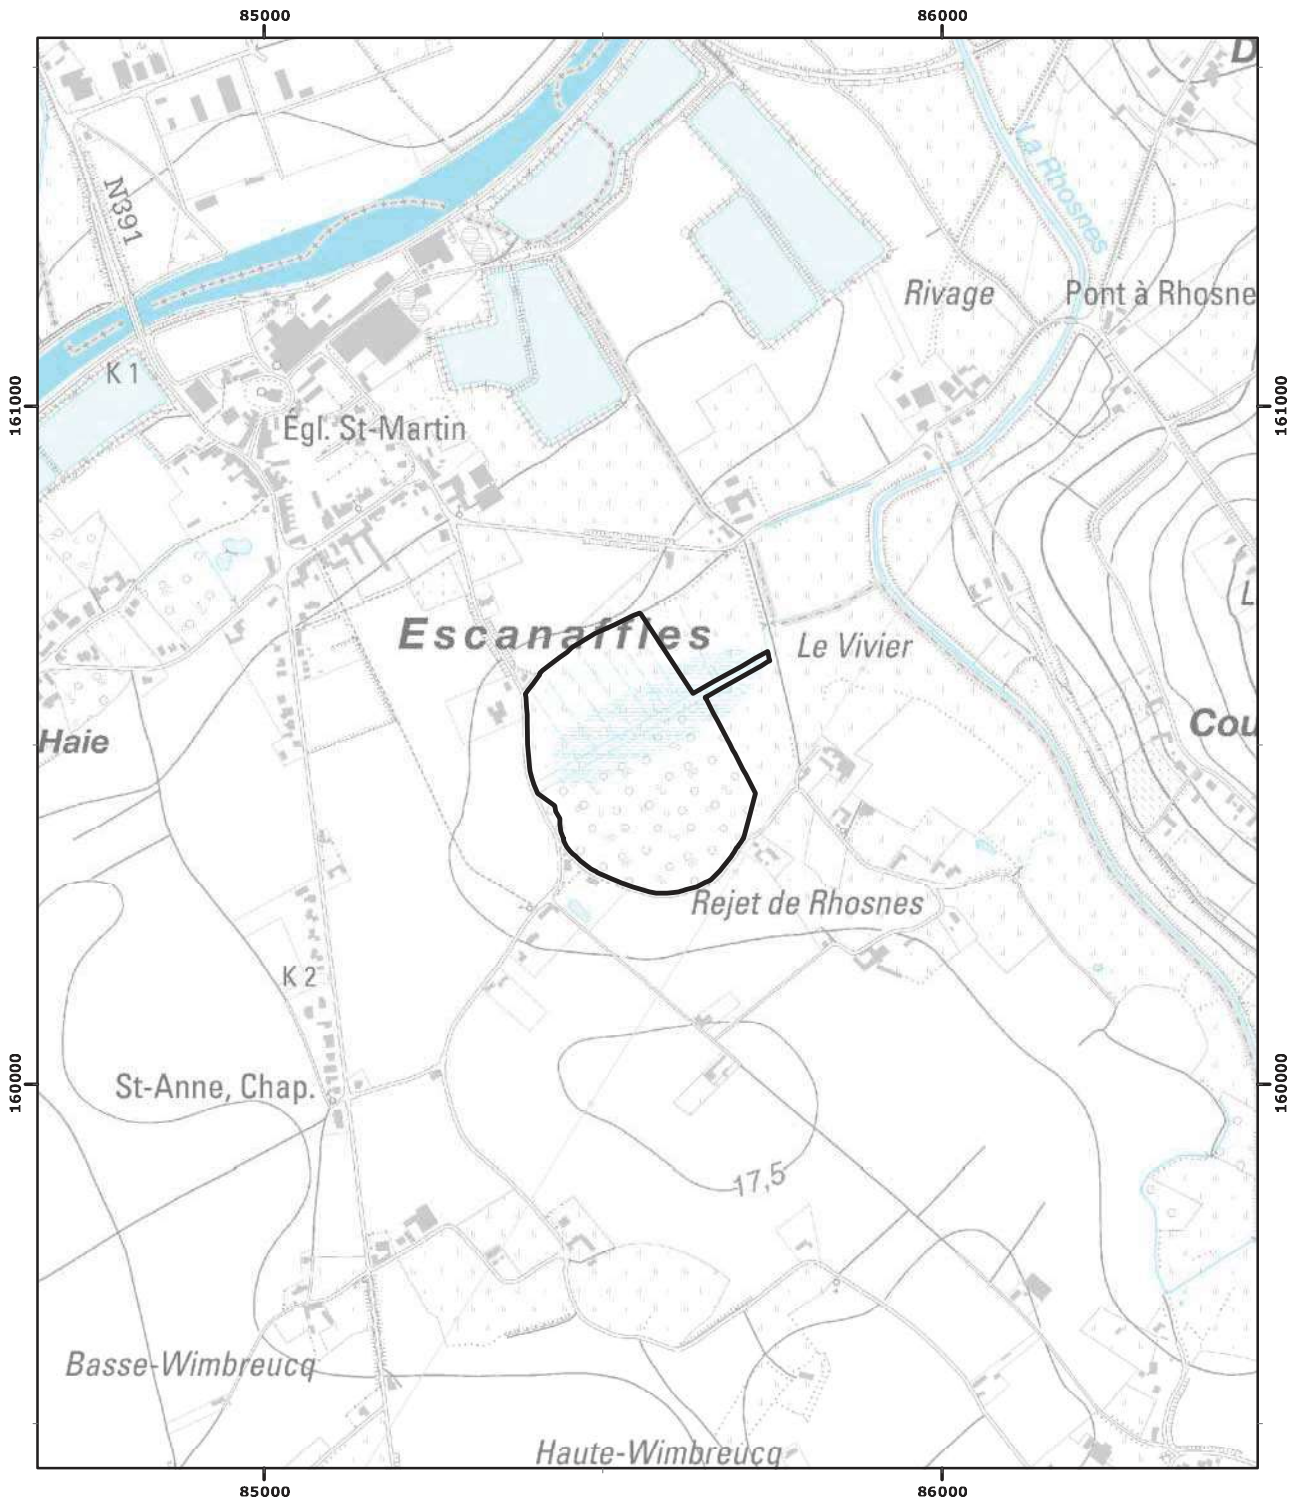 85000 86000
D
N391
La Rhosnes
Rivage
Pont à Rhosne
K 1
161000
161000
Égl. St-Martin
L
Escanaffles
Le Vivier
Haie
Cou
Rejet de Rhosnes
K 2
160000
160000
St-Anne, Chap.
17,5
Basse-Wimbreucq
Haute-Wimbreucq
85000 86000